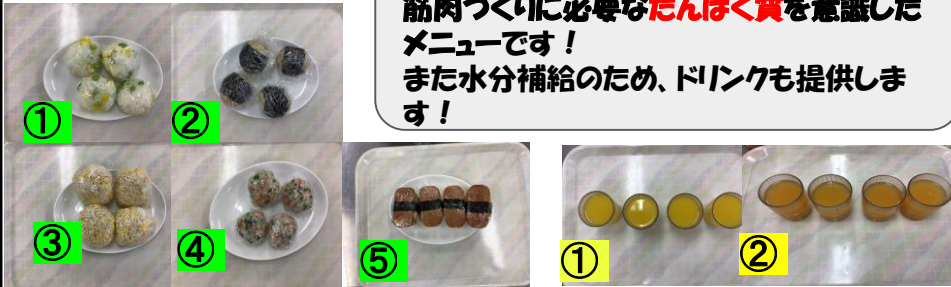 筋肉づくりに必要なたんぱく質を意識した
メニューです！
また水分補給のため、ドリンクも提供しま
す！
① ②
③ ④ ⑤ ① ②